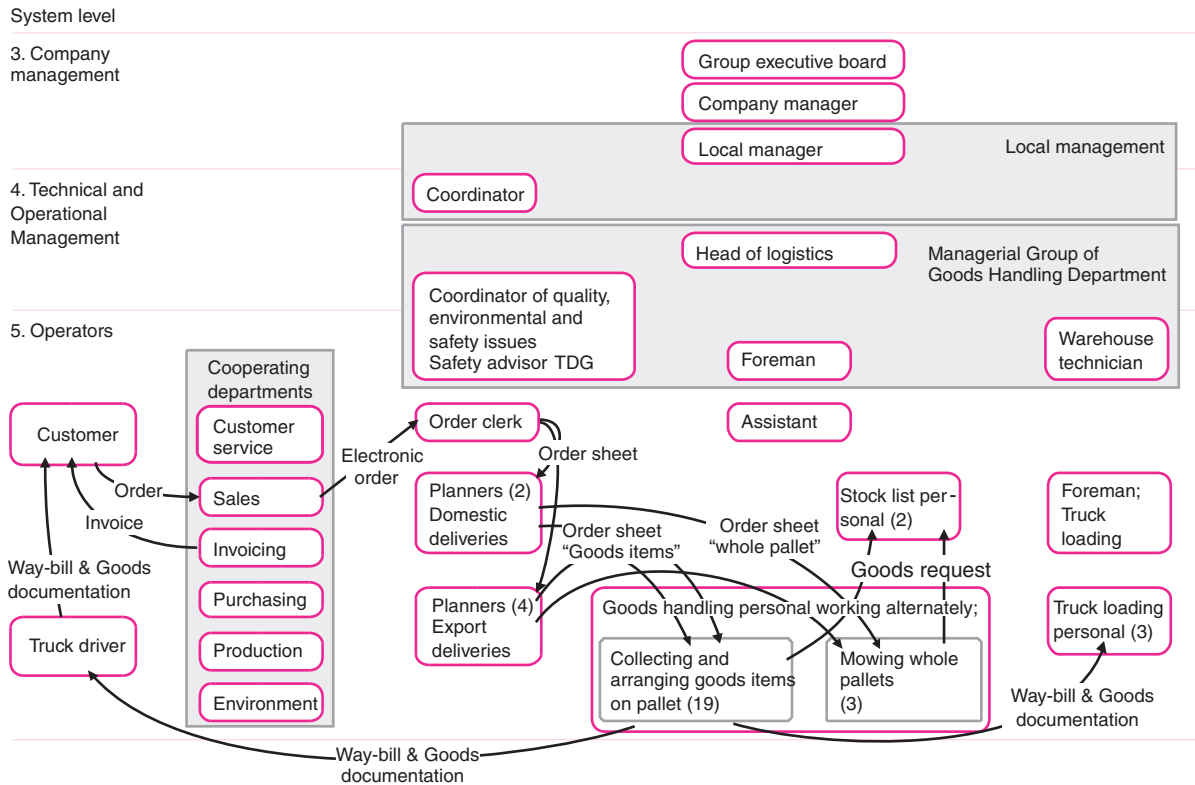 System level
3. Company
management
Group executive board
Company manager
Local manager
Local management
4. Technical and
Operational
Management
Coordinator
Head of logistics
Managerial Group of
Goods Handling Department
Coordinator of quality,
environmental and
safety issues
Safety advisor TDG
5. Operators
Foreman
Warehouse
technician
Cooperating
departments
Customer
Customer
service
Order clerk
Assistant
Electronic
order
Order sheet
Order
Sales
Planners (2)
Domestic
deliveries
Stock list per-
sonal (2)
Foreman;
Truck
loading
Invoice
Invoicing
Order sheet
"Goods items"
Order sheet
"whole pallet"
Way-bill & Goods
documentation
Goods request
Purchasing
Planners (4)
Export
deliveries
Goods handling personal working alternately;
Truck loading
personal (3)
Truck driver
Production
Collecting and
arranging goods items
on pallet (19)
Mowing whole
pallets
(3)
Environment
Way-bill & Goods
documentation
Way-bill & Goods
documentation